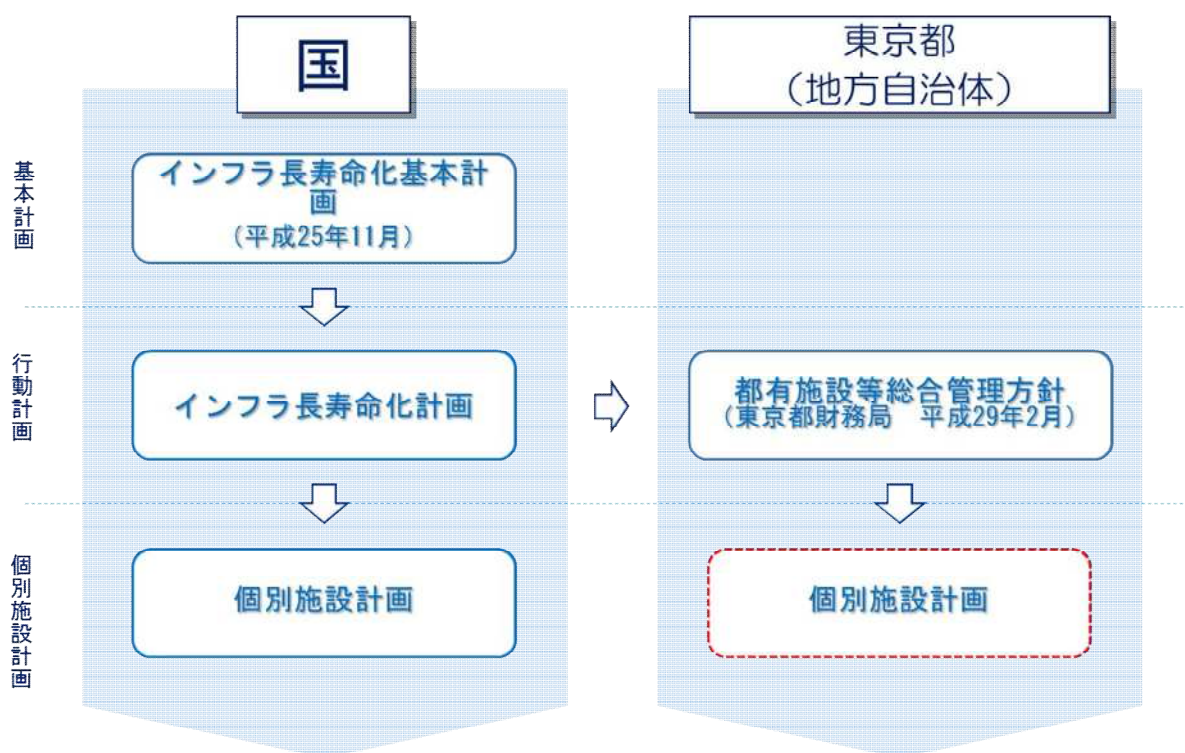 国
東京都
(地方自治体)
基本計画
インフラ長寿命化基本計
画
(平成25年11月)
行動計画
インフラ長寿命化計画
都有施設等総合管理方針
(東京都財務局　平成29年2月)
個別施設計画
個別施設計画
個別施設計画